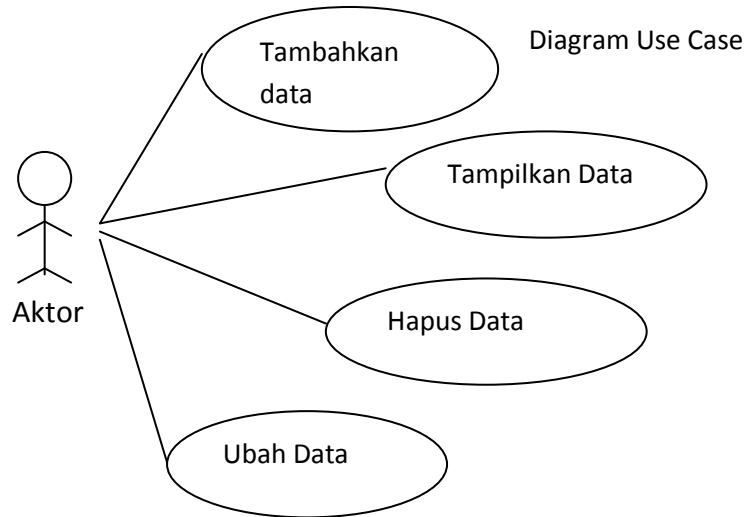 Diagram Use Case
Tambahkan
data
Tampilkan Data
Aktor
Hapus Data
Ubah Data